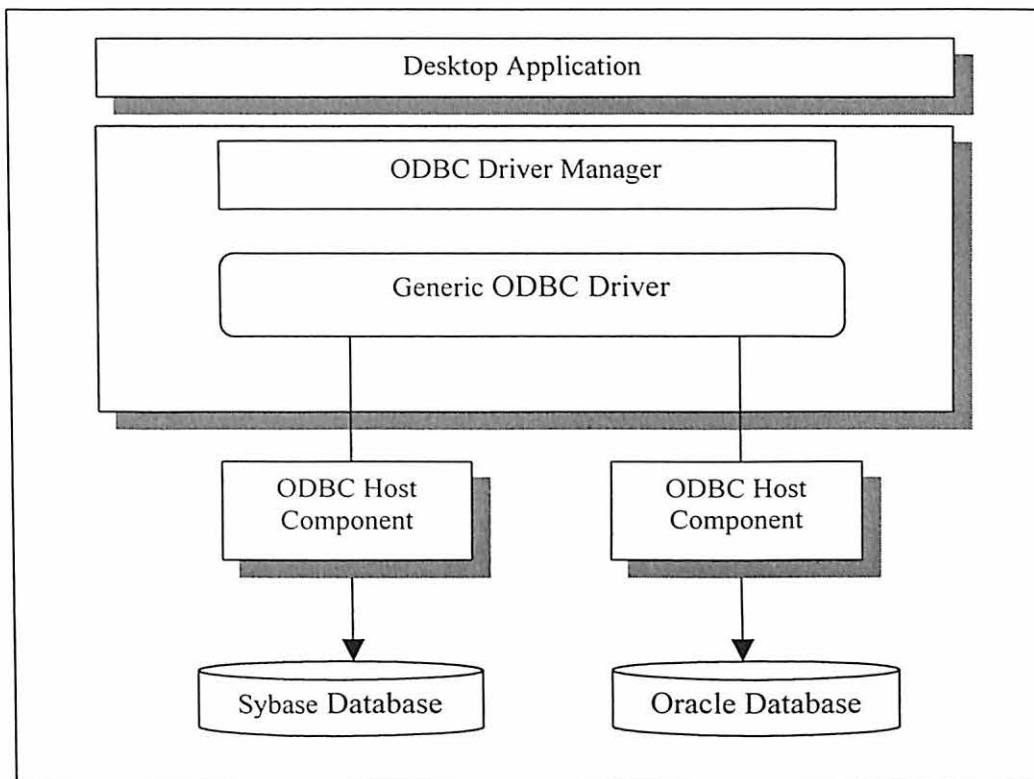 Desktop Application
ODBC Driver Manager
Generic ODBC Driver
ODBC Host
Component
ODBC Host
Component
Sybase Database
Oracle Database